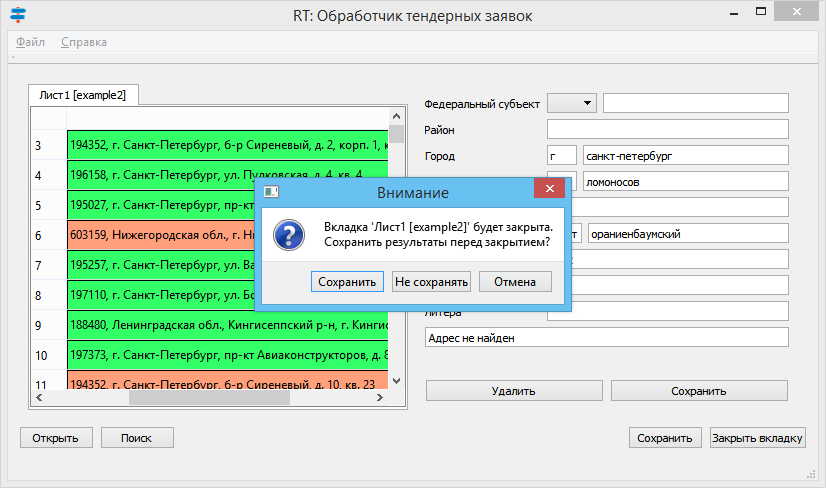 RT: Обработчик тендерных заявок
Файл Справка
Лист1 [example2]
3 194352, г. Санкт-Петербург, б-р Сиреневый, д. 2, корп. 1,
4 196158, г. Санкт-Петербург, ул. Пулковская, д. 4, кв. 4
5 195027, г. Санкт-Петербург, пр-кт
6 603159, Нижегородская обл., г.
7 195257, г. Санкт-Петербург, ул.
8 197110, г. Санкт-Петербург, ул.
9 188480, Ленинградская обл., Кингисеппский р-н, г.
10 197373, г. Санкт-Петербург, пр-кт Авиаконструкторов, д.
11 194352, г. Санкт-Петербург, б-р Сиреневый, д. 10, кв. 23
Федеральный субъект
Район
Город г санкт-петербург
ломоносов
ораниенбаумский
Литера
Адрес не найден
Удалить Сохранить
Открыть Поиск Сохранить Закрыть вкладку
Внимание
Вкладка 'Лист1 [example2]' будет закрыта.
Сохранить результаты перед закрытием?
Сохранить Не сохранять Отмена